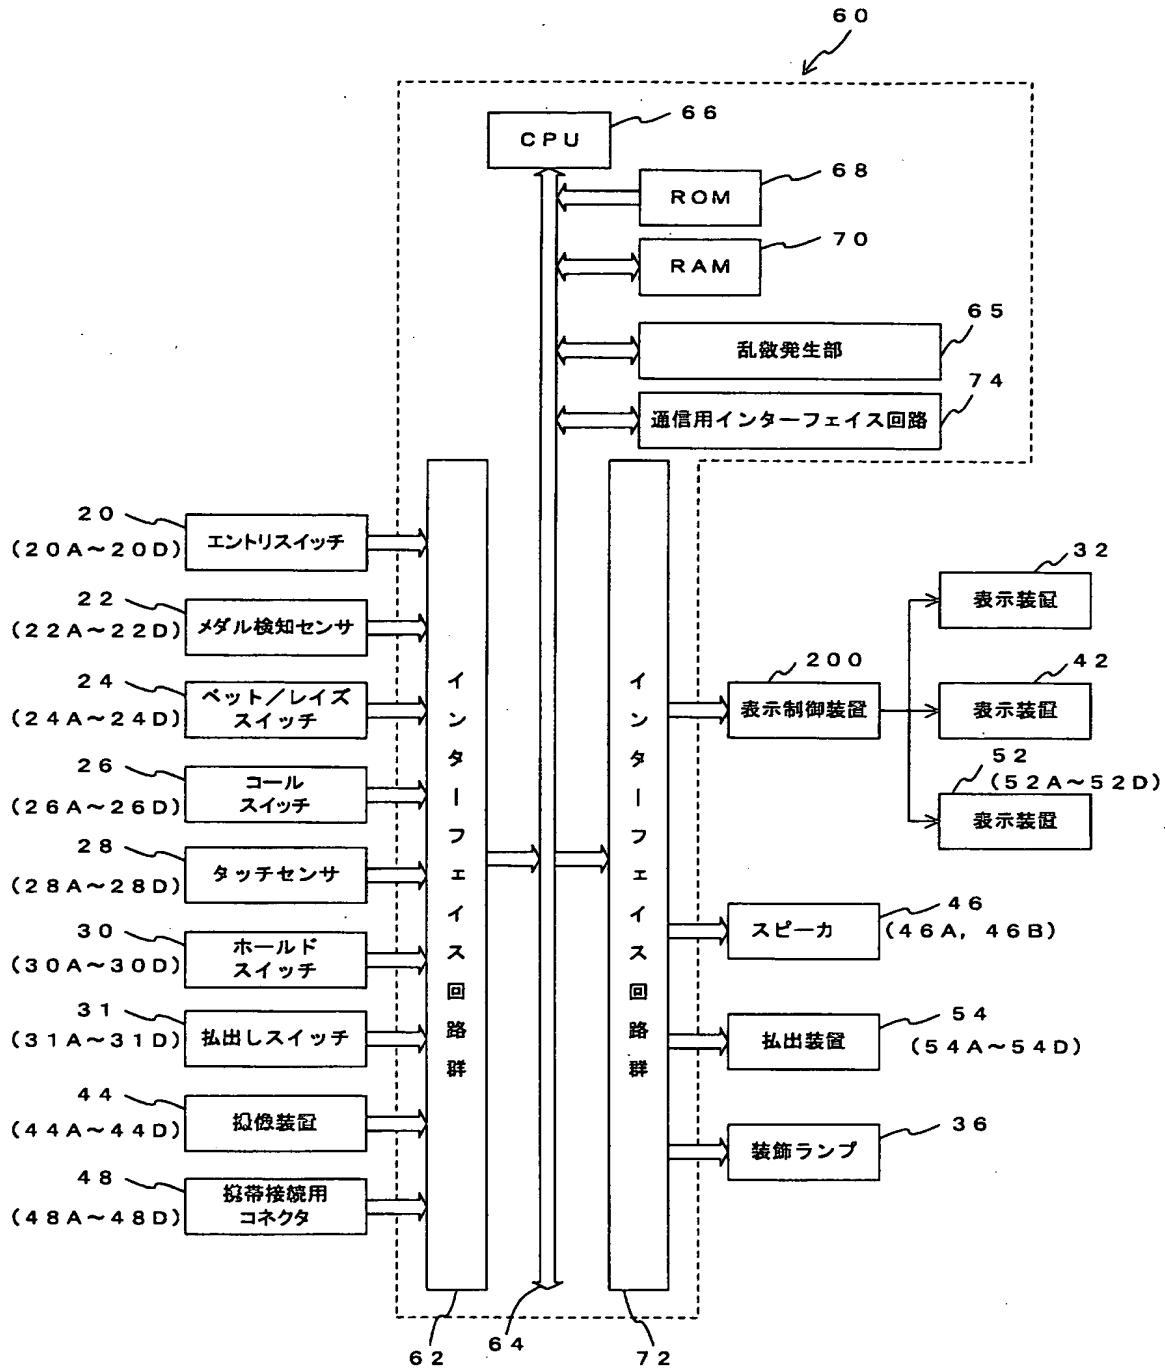 60
CPU
66
ROM
68
RAM
70
乱数発生部
65
通信用インターフェイス回路
74
20
(20A～20D)
エントリスイッチ
22
(22A～22D)
メダル検知センサ
24
(24A～24D)
ベット／レイズ
スイッチ
26
(26A～26D)
コール
スイッチ
28
(28A～28D)
タッチセンサ
30
(30A～30D)
ホールド
スイッチ
31
(31A～31D)
払出しスイッチ
44
(44A～44D)
撮像装置
48
(48A～48D)
携帯接続用
コネクタ
インターフェイス回路群
62
64
インターフェイス回路群
72
200
表示制御装置
32
表示装置
42
表示装置
52
(52A～52D)
表示装置
スピーカ
46
(46A, 46B)
払出装置
54
(54A～54D)
装飾ランプ
36